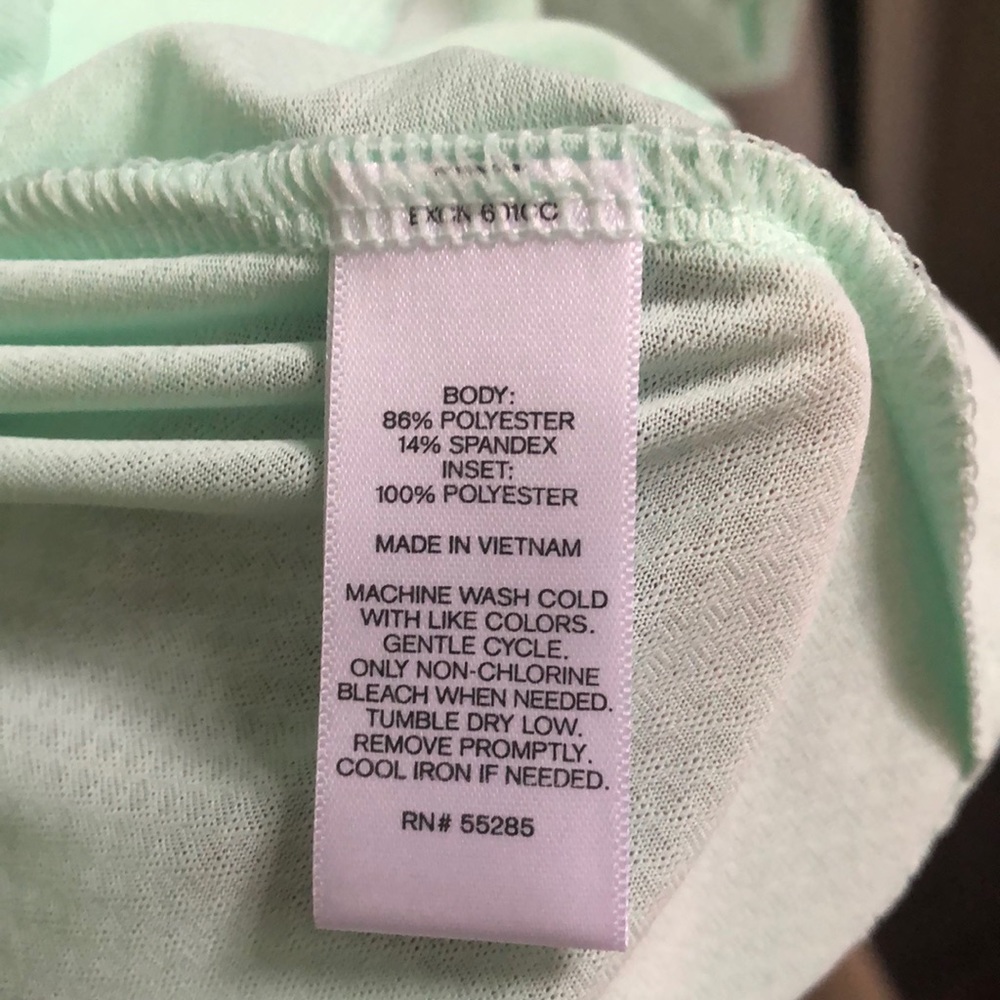 BODY:
86% POLYESTER
14% SPANDEX
INSET:
100% POLYESTER
MADE IN VIETNAM
MACHINE WASH COLD
WITH LIKE COLORS.
GENTLE CYCLE.
ONLY NON-CHLORINE
BLEACH WHEN NEEDED.
TUMBLE DRY LOW.
REMOVE PROMPTLY.
COOL IRON IF NEEDED.
RN# 55285